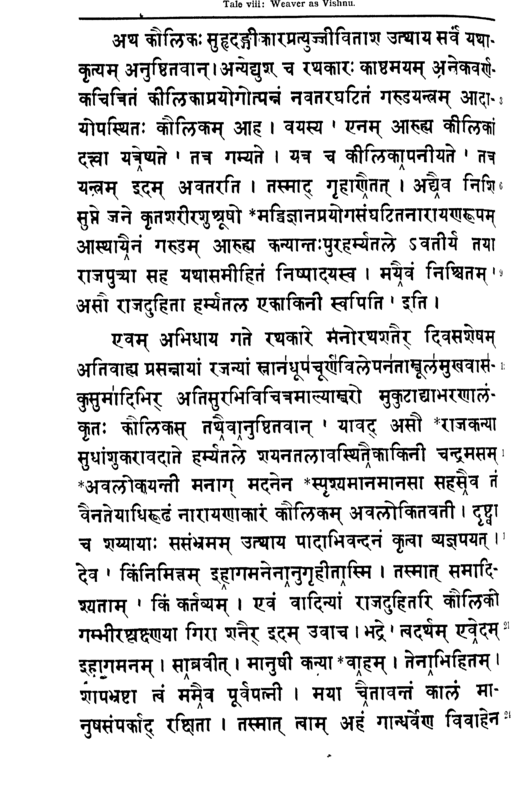 Tale viii: Weaver as Vishnu.
अथ कौलिकः सुहृदङ्गीकारप्रत्युज्जीविताश उत्थाय सर्वं यथा-
कृत्यम् अनुष्ठितवान्। अन्येद्युश् च रथकारः काष्ठमयम् अनेकवर्ण-
कचिचितं कीलिकाप्रयोगोत्पन्नं नवतरघटितं गरुडयन्त्रम् आदा- ३
योपस्थितः कौलिकम् आह। वयस्य ' एनम् आरुह्य कीलिकां
दत्त्वा यत्रेष्यते ' तत्र गम्यते। यत्र च कीलिकापनीयते ' तत्र
यन्त्रम् इदम् अवतरति। तस्माद् गृहाणैतत्। अद्यैव निशि ६
सुप्ते जने कृतशरीरशुश्रूषो *मद्विज्ञानप्रयोगसंघटितनारायणरूपम्
आस्थायैनं गरुडम् आरुह्य कन्यान्तःपुरहर्म्यतले ऽवतीर्य तया
राजपुत्र्या सह यथासमीहितं निष्पादयस्व। मयैवं निश्चितम् ' ९
असौ राजदुहिता हर्म्यतल एकाकिनी स्वपिति ' इति।
एवम् अभिधाय गते रथकारे मनोरथशतैर् दिवसशेषम्
अतिवाह्य प्रसन्नायां रजन्यां स्नानधूपचूर्णविलेपनताम्बूलमुखवास-
कुसुमादिभिर् अतिसुरभिविचित्रमाल्याम्बरो मुकुटाद्याभरणालं-
कृतः कौलिकस् तथैवानुष्ठितवान् ' यावद् असौ *राजकन्या
सुधांशुकरावदाते हर्म्यतले शयनतलावस्थितैकाकिनी चन्द्रमसम्
*अवलोकयन्ती मनाग् मदनेन *स्पृश्यमानमानसा सहसैव तं
वैनतेयाधिरूढं नारायणाकारं कौलिकम् अवलोकितवती। दृष्ट्वा
च शय्यायाः ससंभ्रमम् उत्थाय पादाभिवन्दनं कृत्वा व्यज्ञपयत्।
देव ' किंनिमित्तम् इहागमनेनानुगृहीतास्मि। तस्मात् समादि-
श्यताम् ' किं कर्तव्यम्। एवं वादिन्यां राजदुहितरि कौलिको
गम्भीरश्लक्ष्णया गिरा शनैर् इदम् उवाच। भद्रे ' त्वदर्थम् एवेदम् 21
इहागमनम्। साब्रवीत्। मानुषी कन्या *वाहम्। तेनाभिहितम्।
शापभ्रष्टा त्वं ममैव पूर्वपत्नी। मया चैतावन्तं कालं मा-
नुषसंपर्काद् रक्षिता। तस्मात् त्वाम् अहं गान्धर्वेण विवाहेन 24